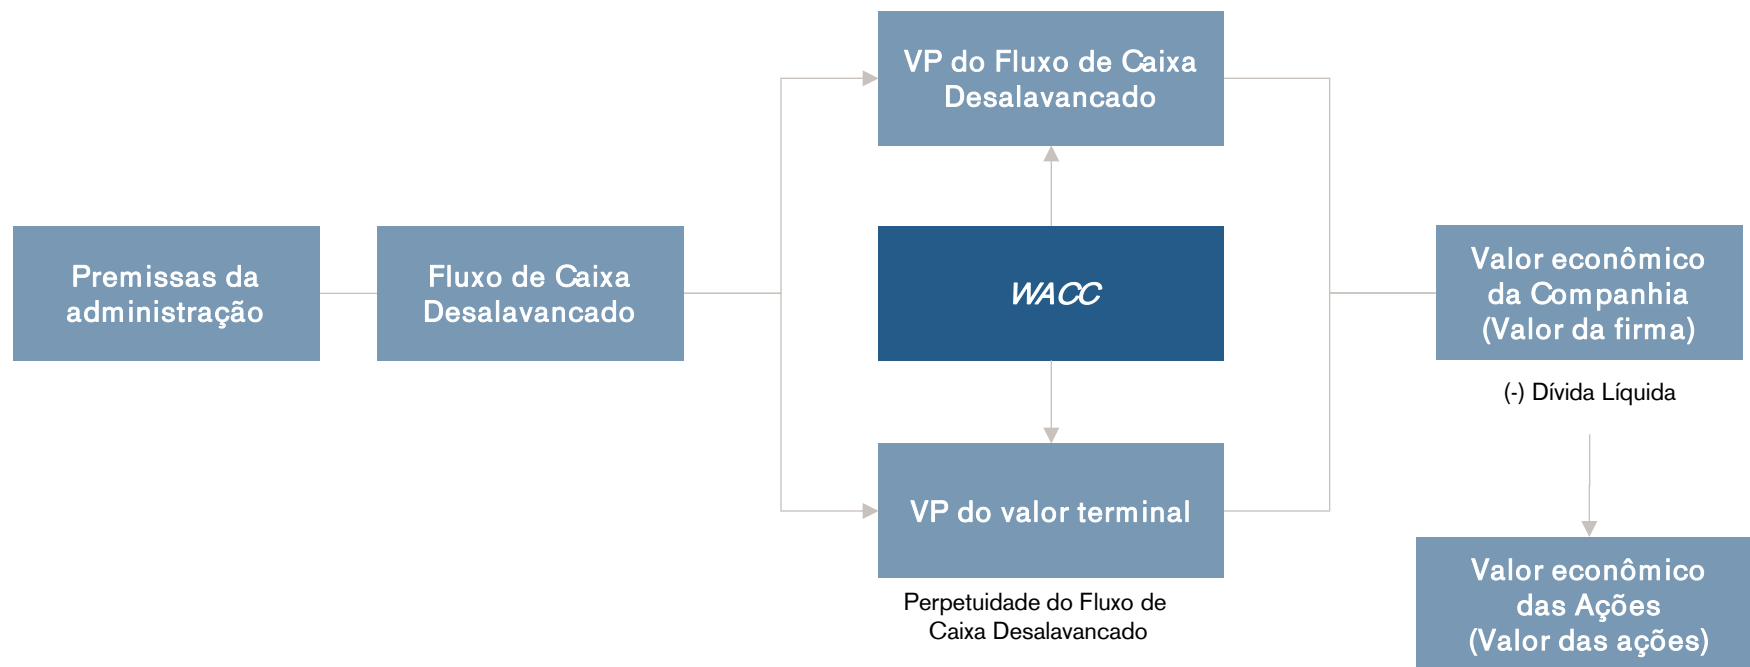 VP do Fluxo de Caixa
Desalavancado
Premissas da
administração
Fluxo de Caixa
Desalavancado
WACC
Valor econômico
da Companhia
(Valor da firma)
(-) Dívida Líquida
VP do valor terminal
Perpetuidade do Fluxo de
Caixa Desalavancado
Valor econômico
das Ações
(Valor das ações)